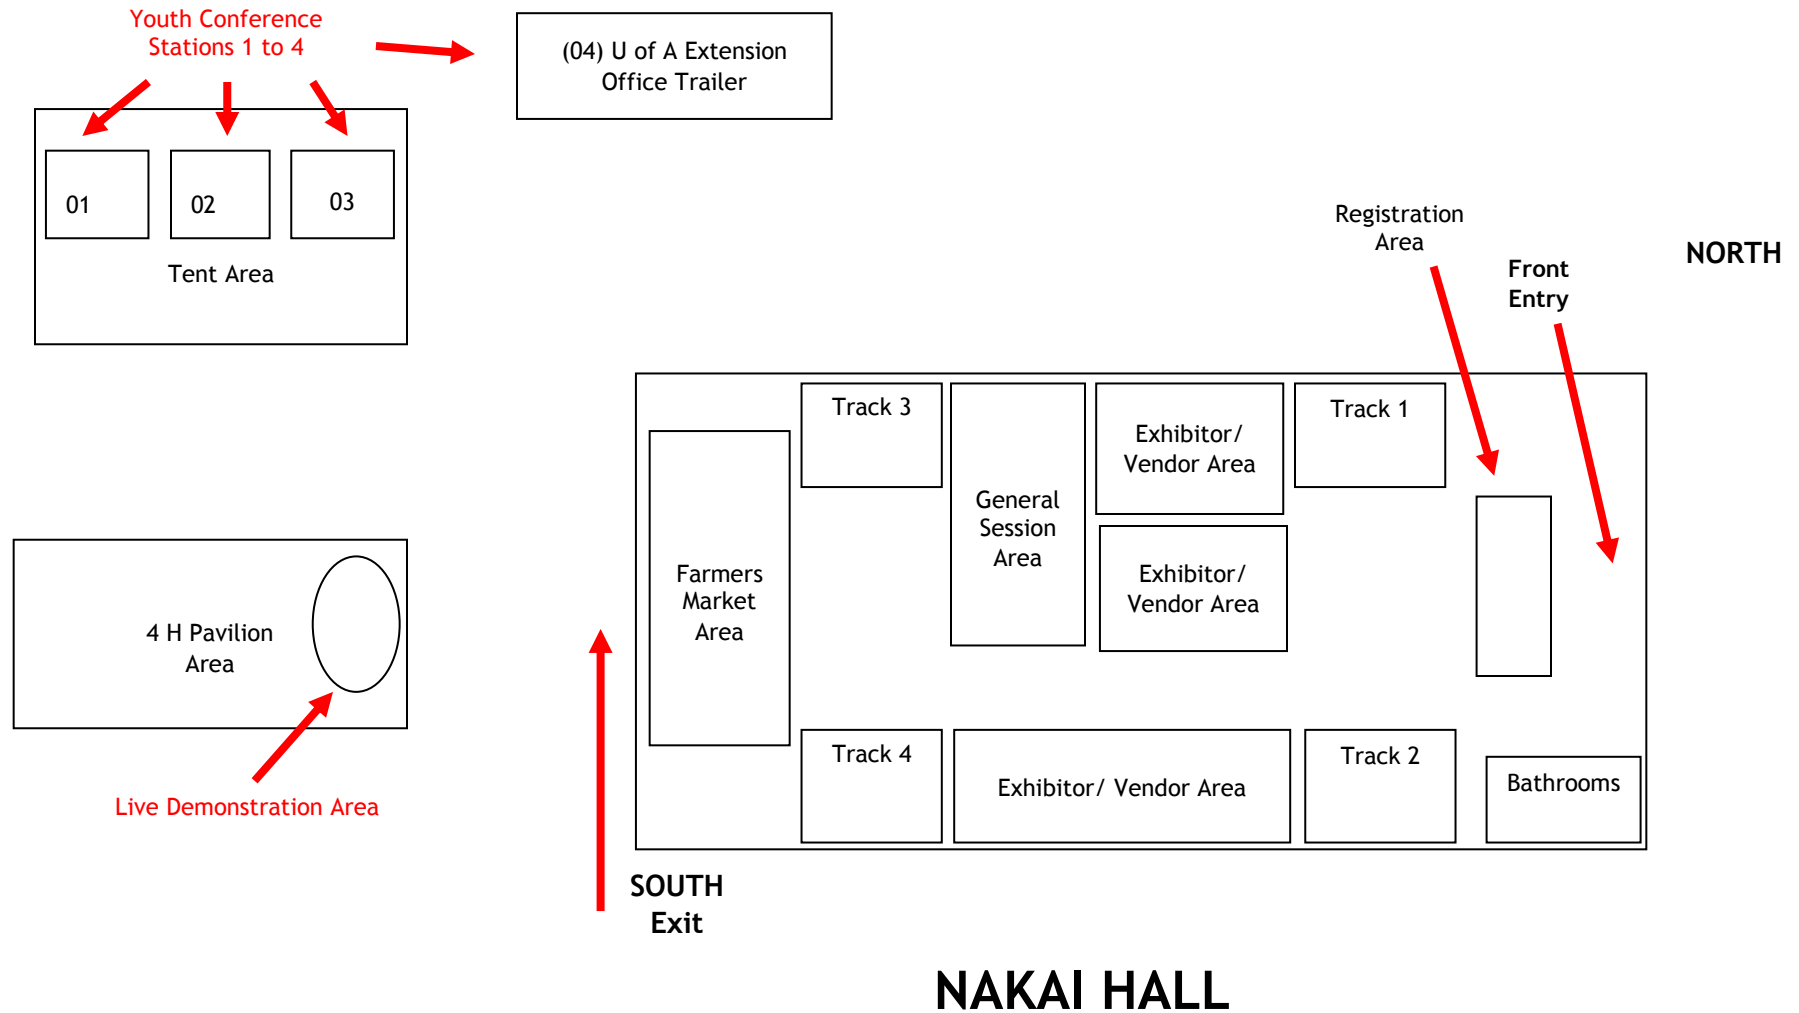 Youth Conference
Stations 1 to 4
(04) U of A Extension
Office Trailer
01
02
03
Tent Area
Registration
Area
Front
Entry
NORTH
Track 3
Track 1
Exhibitor/
Vendor Area
General
Session
Area
Exhibitor/
Vendor Area
Farmers
Market
Area
4 H Pavilion
Area
Live Demonstration Area
Track 4
Exhibitor/ Vendor Area
Track 2
Bathrooms
SOUTH
Exit
NAKAI HALL